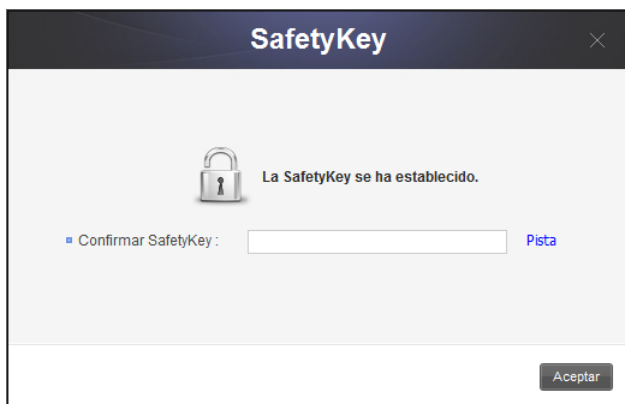 SafetyKey
La SafetyKey se ha establecido.
Confirmar SafetyKey : Pista
Aceptar